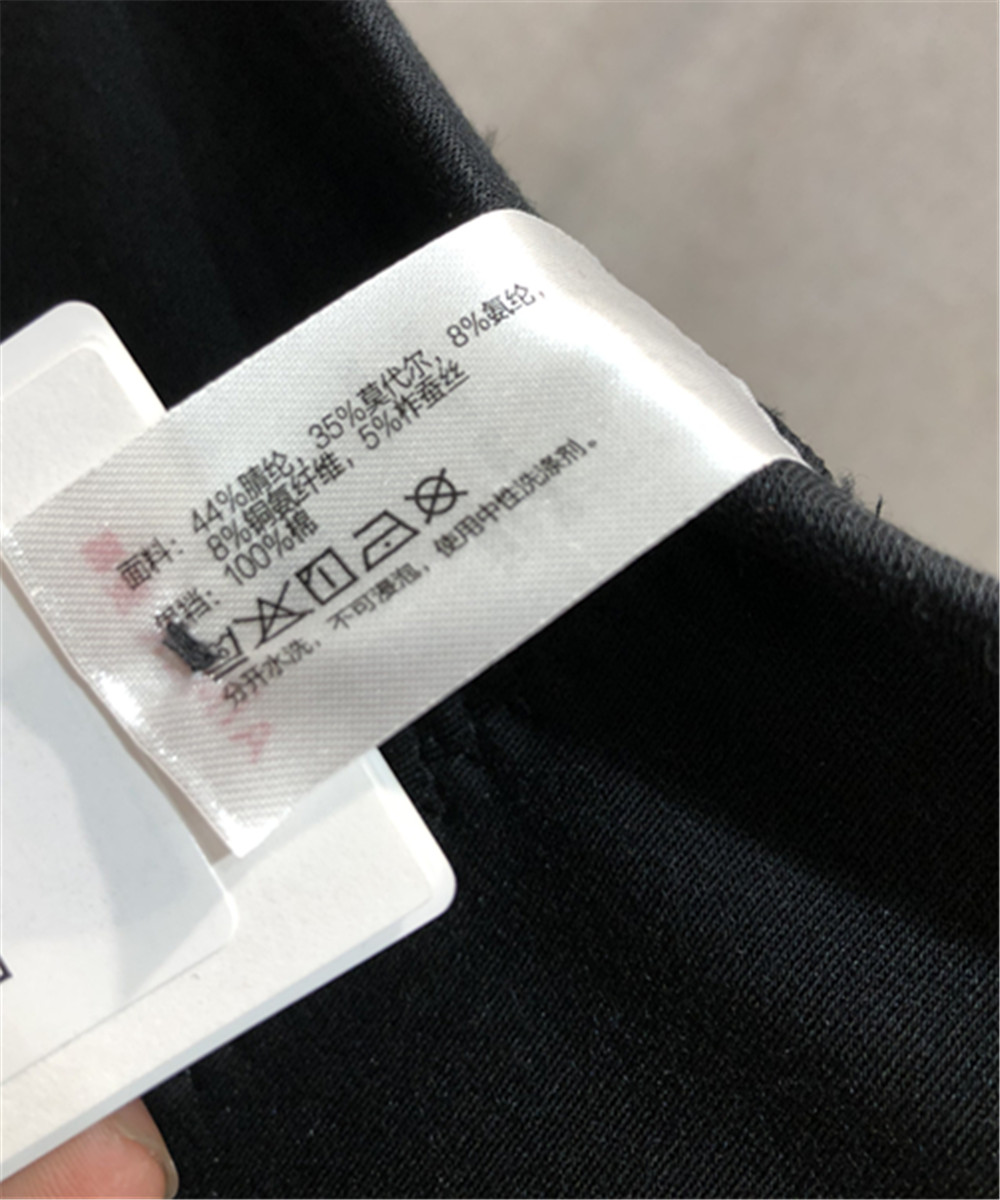 面料: 44%腈纶, 35%莫代尔, 8%氨纶,
8%铜氨纤维, 5%柞蚕丝
裆: 100%棉
分开水洗, 不可浸泡, 使用中性洗涤剂。